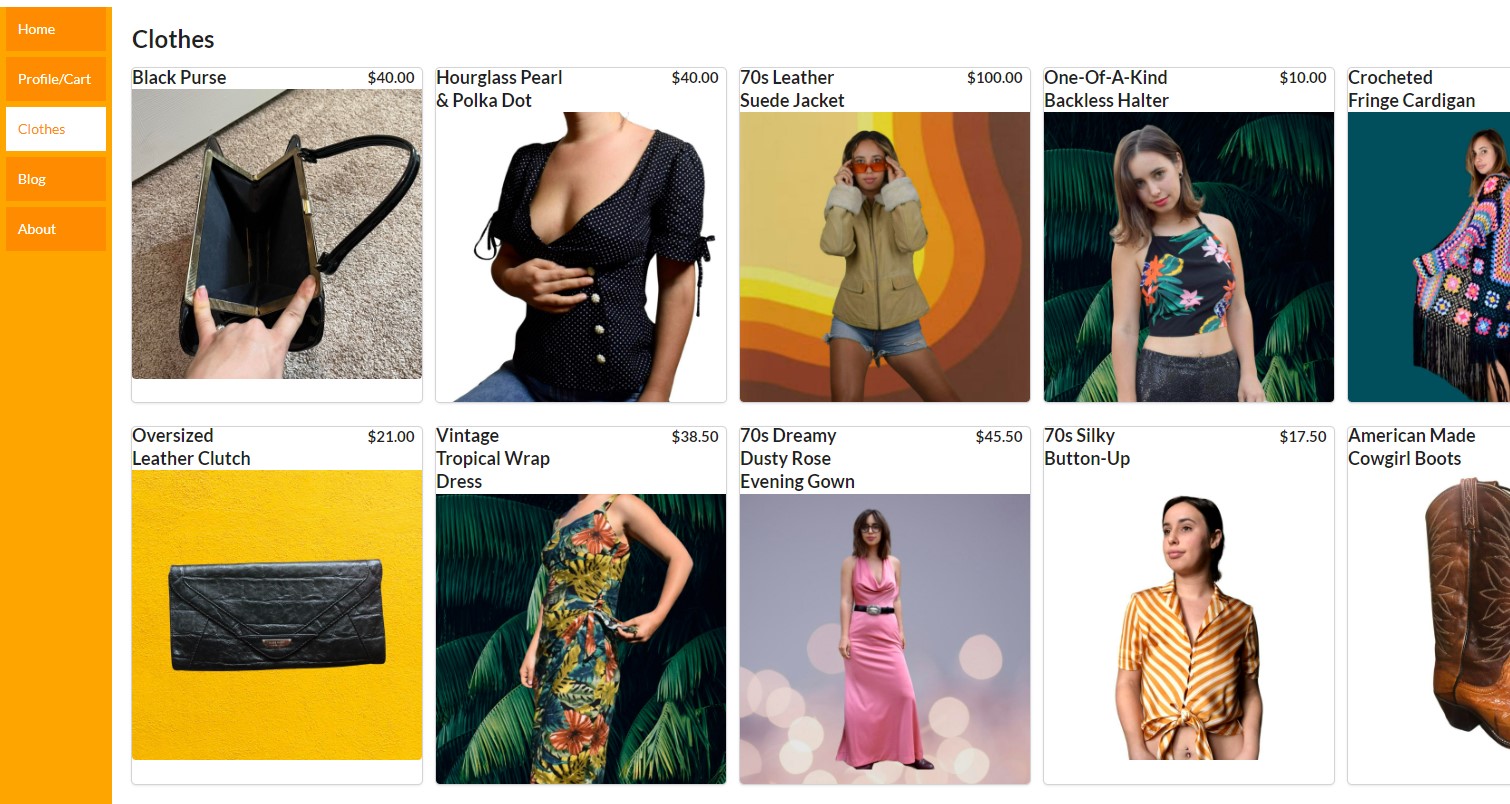 Home
Profile/Cart
Clothes
Blog
About
Clothes
Black Purse $40.00
Hourglass Pearl $40.00
& Polka Dot
70s Leather $100.00
Suede Jacket
One-Of-A-Kind $10.00
Backless Halter
Crocheted
Fringe Cardigan
Oversized $21.00
Leather Clutch
Vintage $38.50
Tropical Wrap
Dress
70s Dreamy $45.50
Dusty Rose
Evening Gown
70s Silky $17.50
Button-Up
American Made
Cowgirl Boots